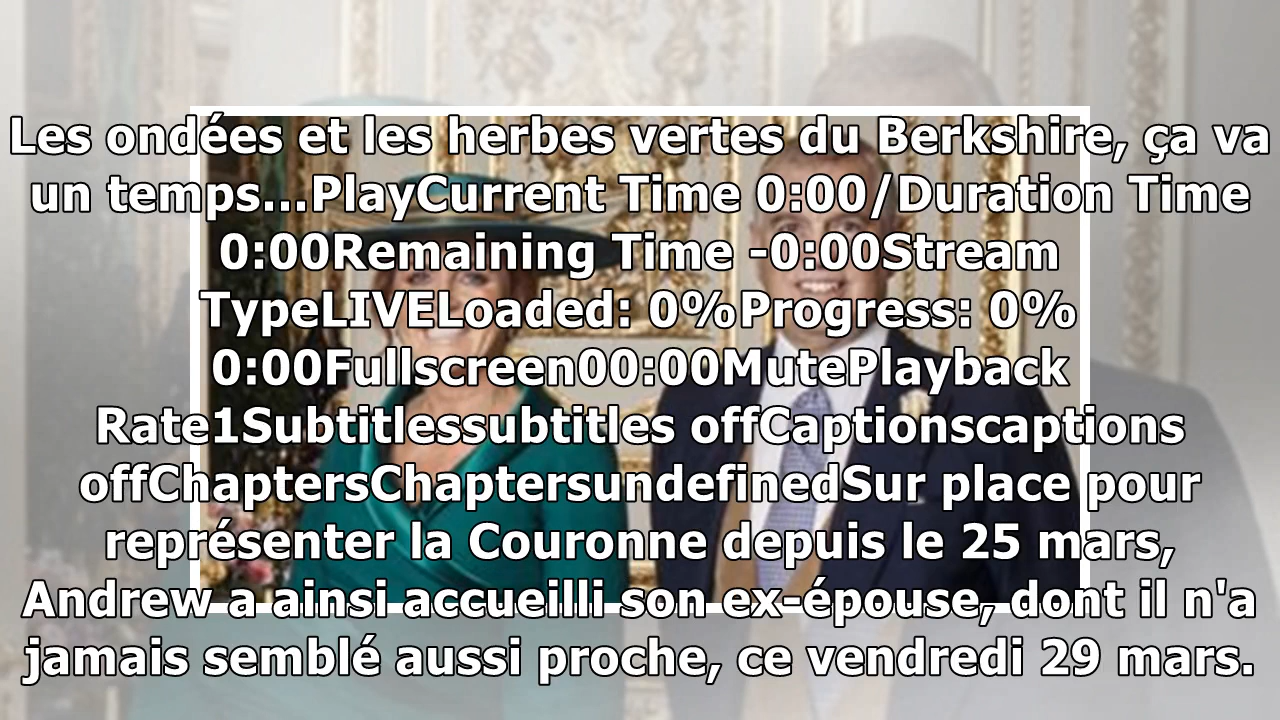 Les ondées et les herbes vertes du Berkshire, ça va
un temps...PlayCurrent Time 0:00/Duration Time
0:00Remaining Time -0:00Stream
TypeLIVELoaded: 0%Progress: 0%
0:00Fullscreen00:00MutePlayback
Rate1Subtitlessubtitles offCaptionscaptions
offChaptersChaptersundefinedSur place pour
représenter la Couronne depuis le 25 mars,
Andrew a ainsi accueilli son ex-épouse, dont il n'a
jamais semblé aussi proche, ce vendredi 29 mars.